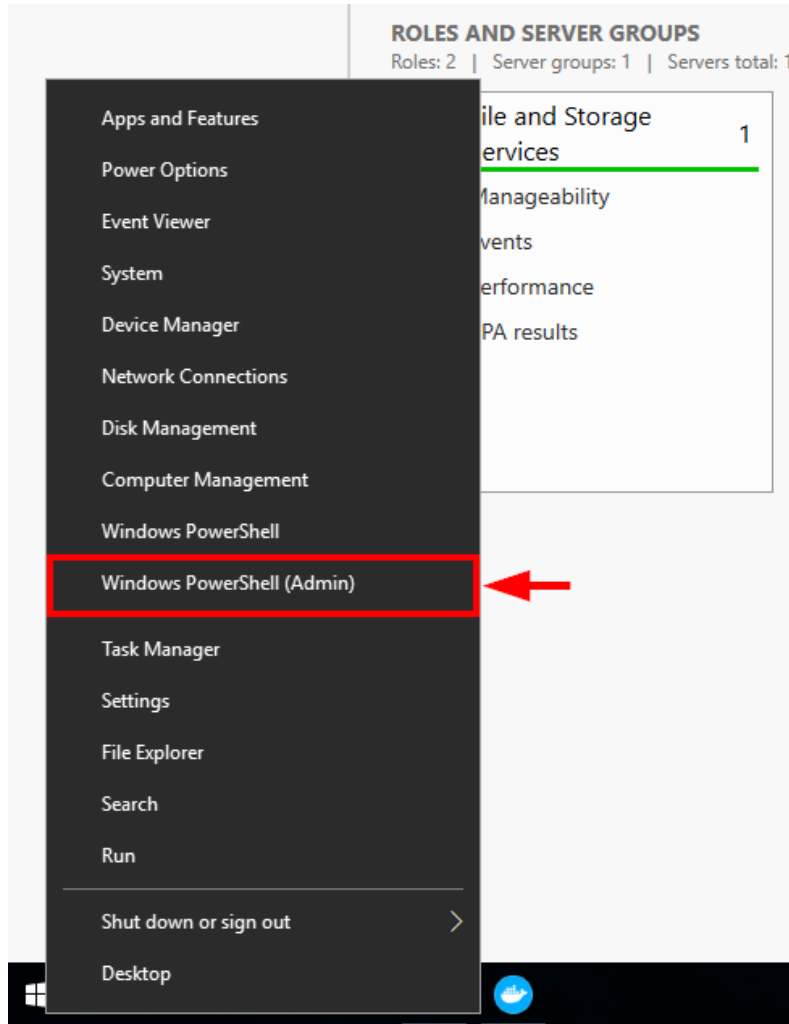 ROLES AND SERVER GROUPS
Roles: 2 | Server groups: 1 | Servers total: 1
ile and Storage
ervices
1
Manageability
vents
erformance
PA results
Apps and Features
Power Options
Event Viewer
System
Device Manager
Network Connections
Disk Management
Computer Management
Windows PowerShell
Windows PowerShell (Admin)
Task Manager
Settings
File Explorer
Search
Run
Shut down or sign out
Desktop